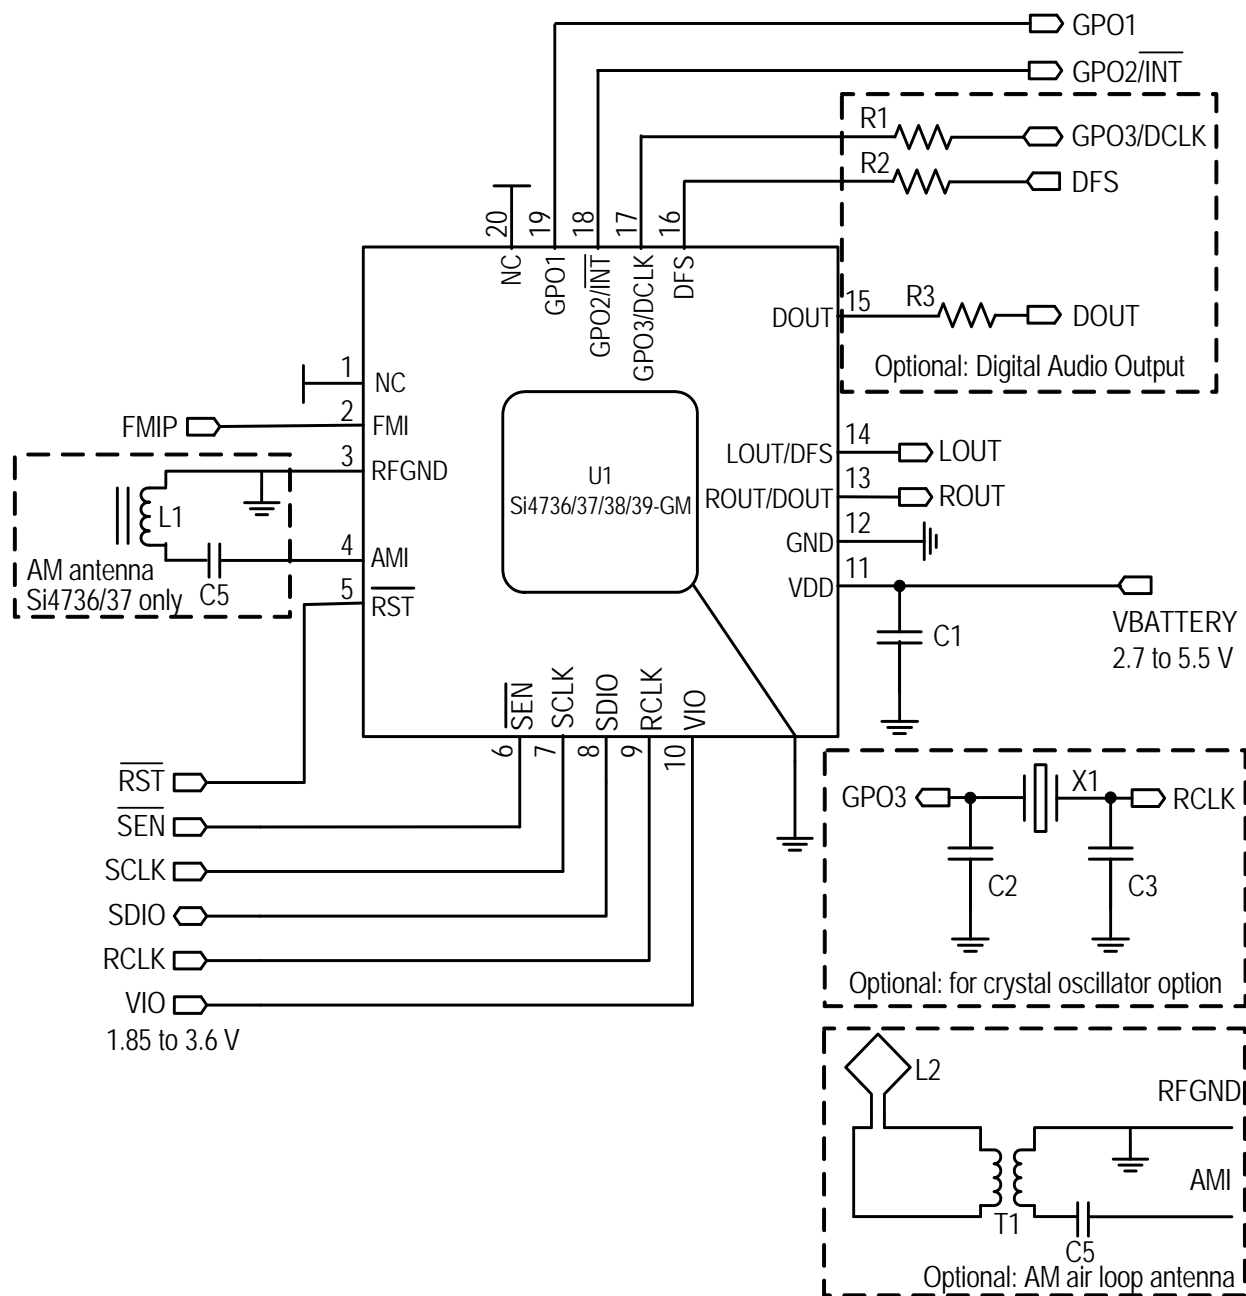 GPO1
GPO2/INT
R1
GPO3/DCLK
R2
DFS
20
19
18
17
16
NC
GPO1
GPO2/INT
GPO3/DCLK
DFS
DOUT
15
R3
DOUT
Optional: Digital Audio Output
1
NC
FMIP
2
FMI
3
RFGND
L1
4
AMI
AM antenna
Si4736/37 only
C5
5
RST
U1
Si4736/37/38/39-GM
LOUT/DFS
14
LOUT
ROUT/DOUT
13
ROUT
GND
12
VDD
11
VBATTERY
2.7 to 5.5 V
C1
SEN
SCLK
SDIO
RCLK
VIO
6
7
8
9
10
RST
SEN
SCLK
SDIO
RCLK
VIO
1.85 to 3.6 V
GPO3
X1
RCLK
C2
C3
Optional: for crystal oscillator option
L2
RFGND
AMI
T1
C5
Optional: AM air loop antenna